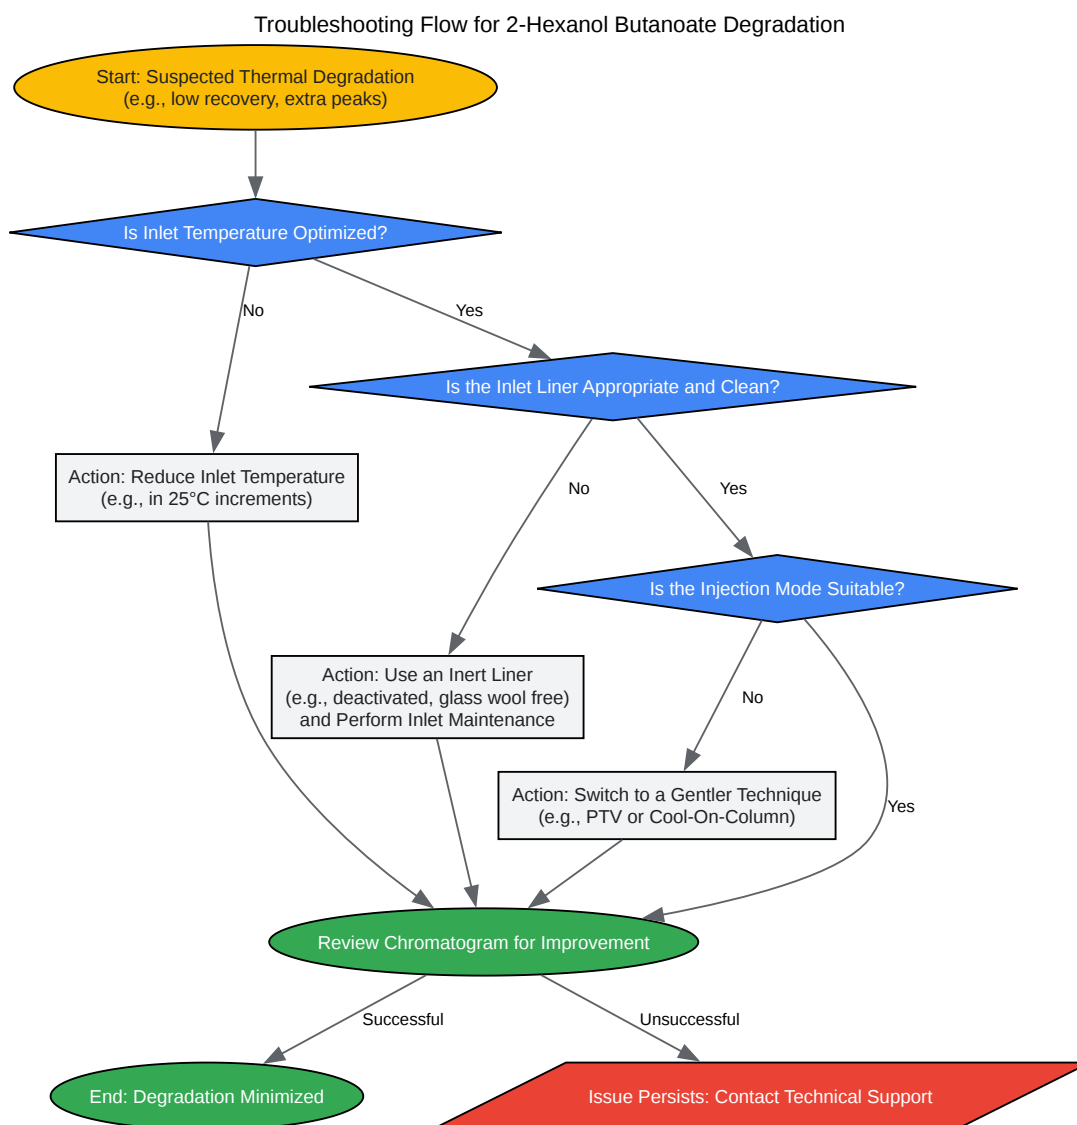 Troubleshooting Flow for 2-Hexanol Butanoate Degradation
Start: Suspected Thermal Degradation
(e.g., low recovery, extra peaks)
Is Inlet Temperature Optimized?
No
Yes
Is the Inlet Liner Appropriate and Clean?
Action: Reduce Inlet Temperature
(e.g., in 25°C increments)
No
Yes
Is the Injection Mode Suitable?
Action: Use an Inert Liner
(e.g., deactivated, glass wool free)
and Perform Inlet Maintenance
No
Action: Switch to a Gentler Technique
(e.g., PTV or Cool-On-Column)
Yes
Review Chromatogram for Improvement
Successful
Unsuccessful
End: Degradation Minimized
Issue Persists: Contact Technical Support